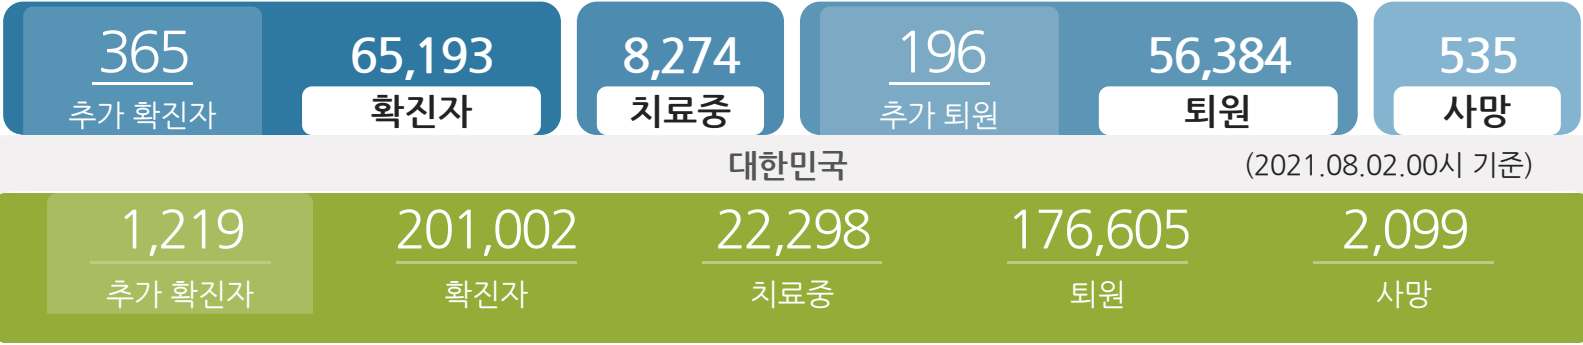 365 65,193 8,274 196 56,384 535
추가 확진자 확진자 치료중 추가 퇴원 퇴원 사망
대한민국 (2021.08.02.00시 기준)
1,219 201,002 22,298 176,605 2,099
추가 확진자 확진자 치료중 퇴원 사망